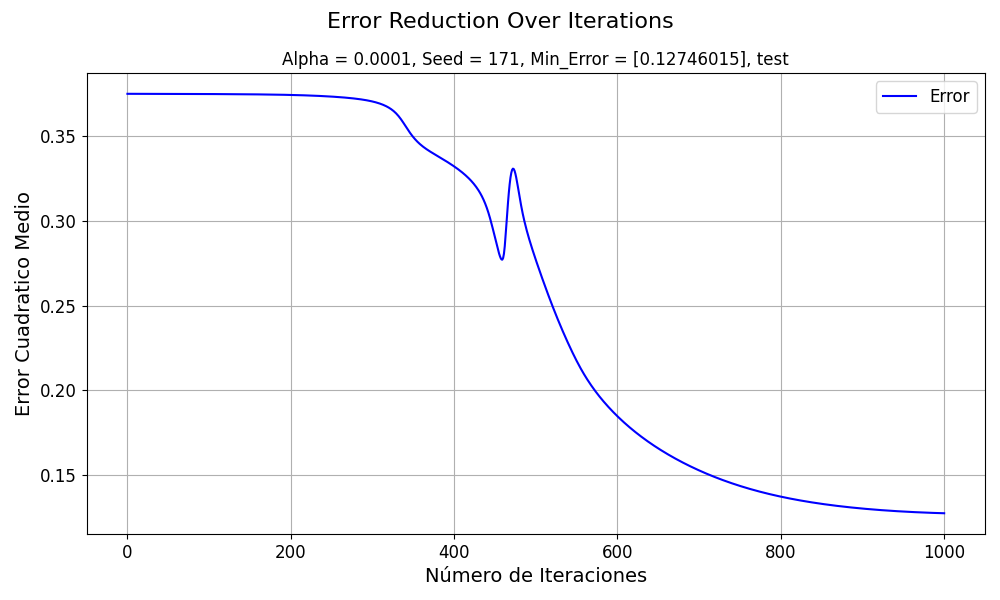 Error Reduction Over Iterations
Alpha = 0.0001, Seed = 171, Min_Error = [0.12746015], test
Error
0.35
0.30
0.25
0.20
0.15
Error Cuadratico Medio
0 200 400 600 800 1000
Número de Iteraciones